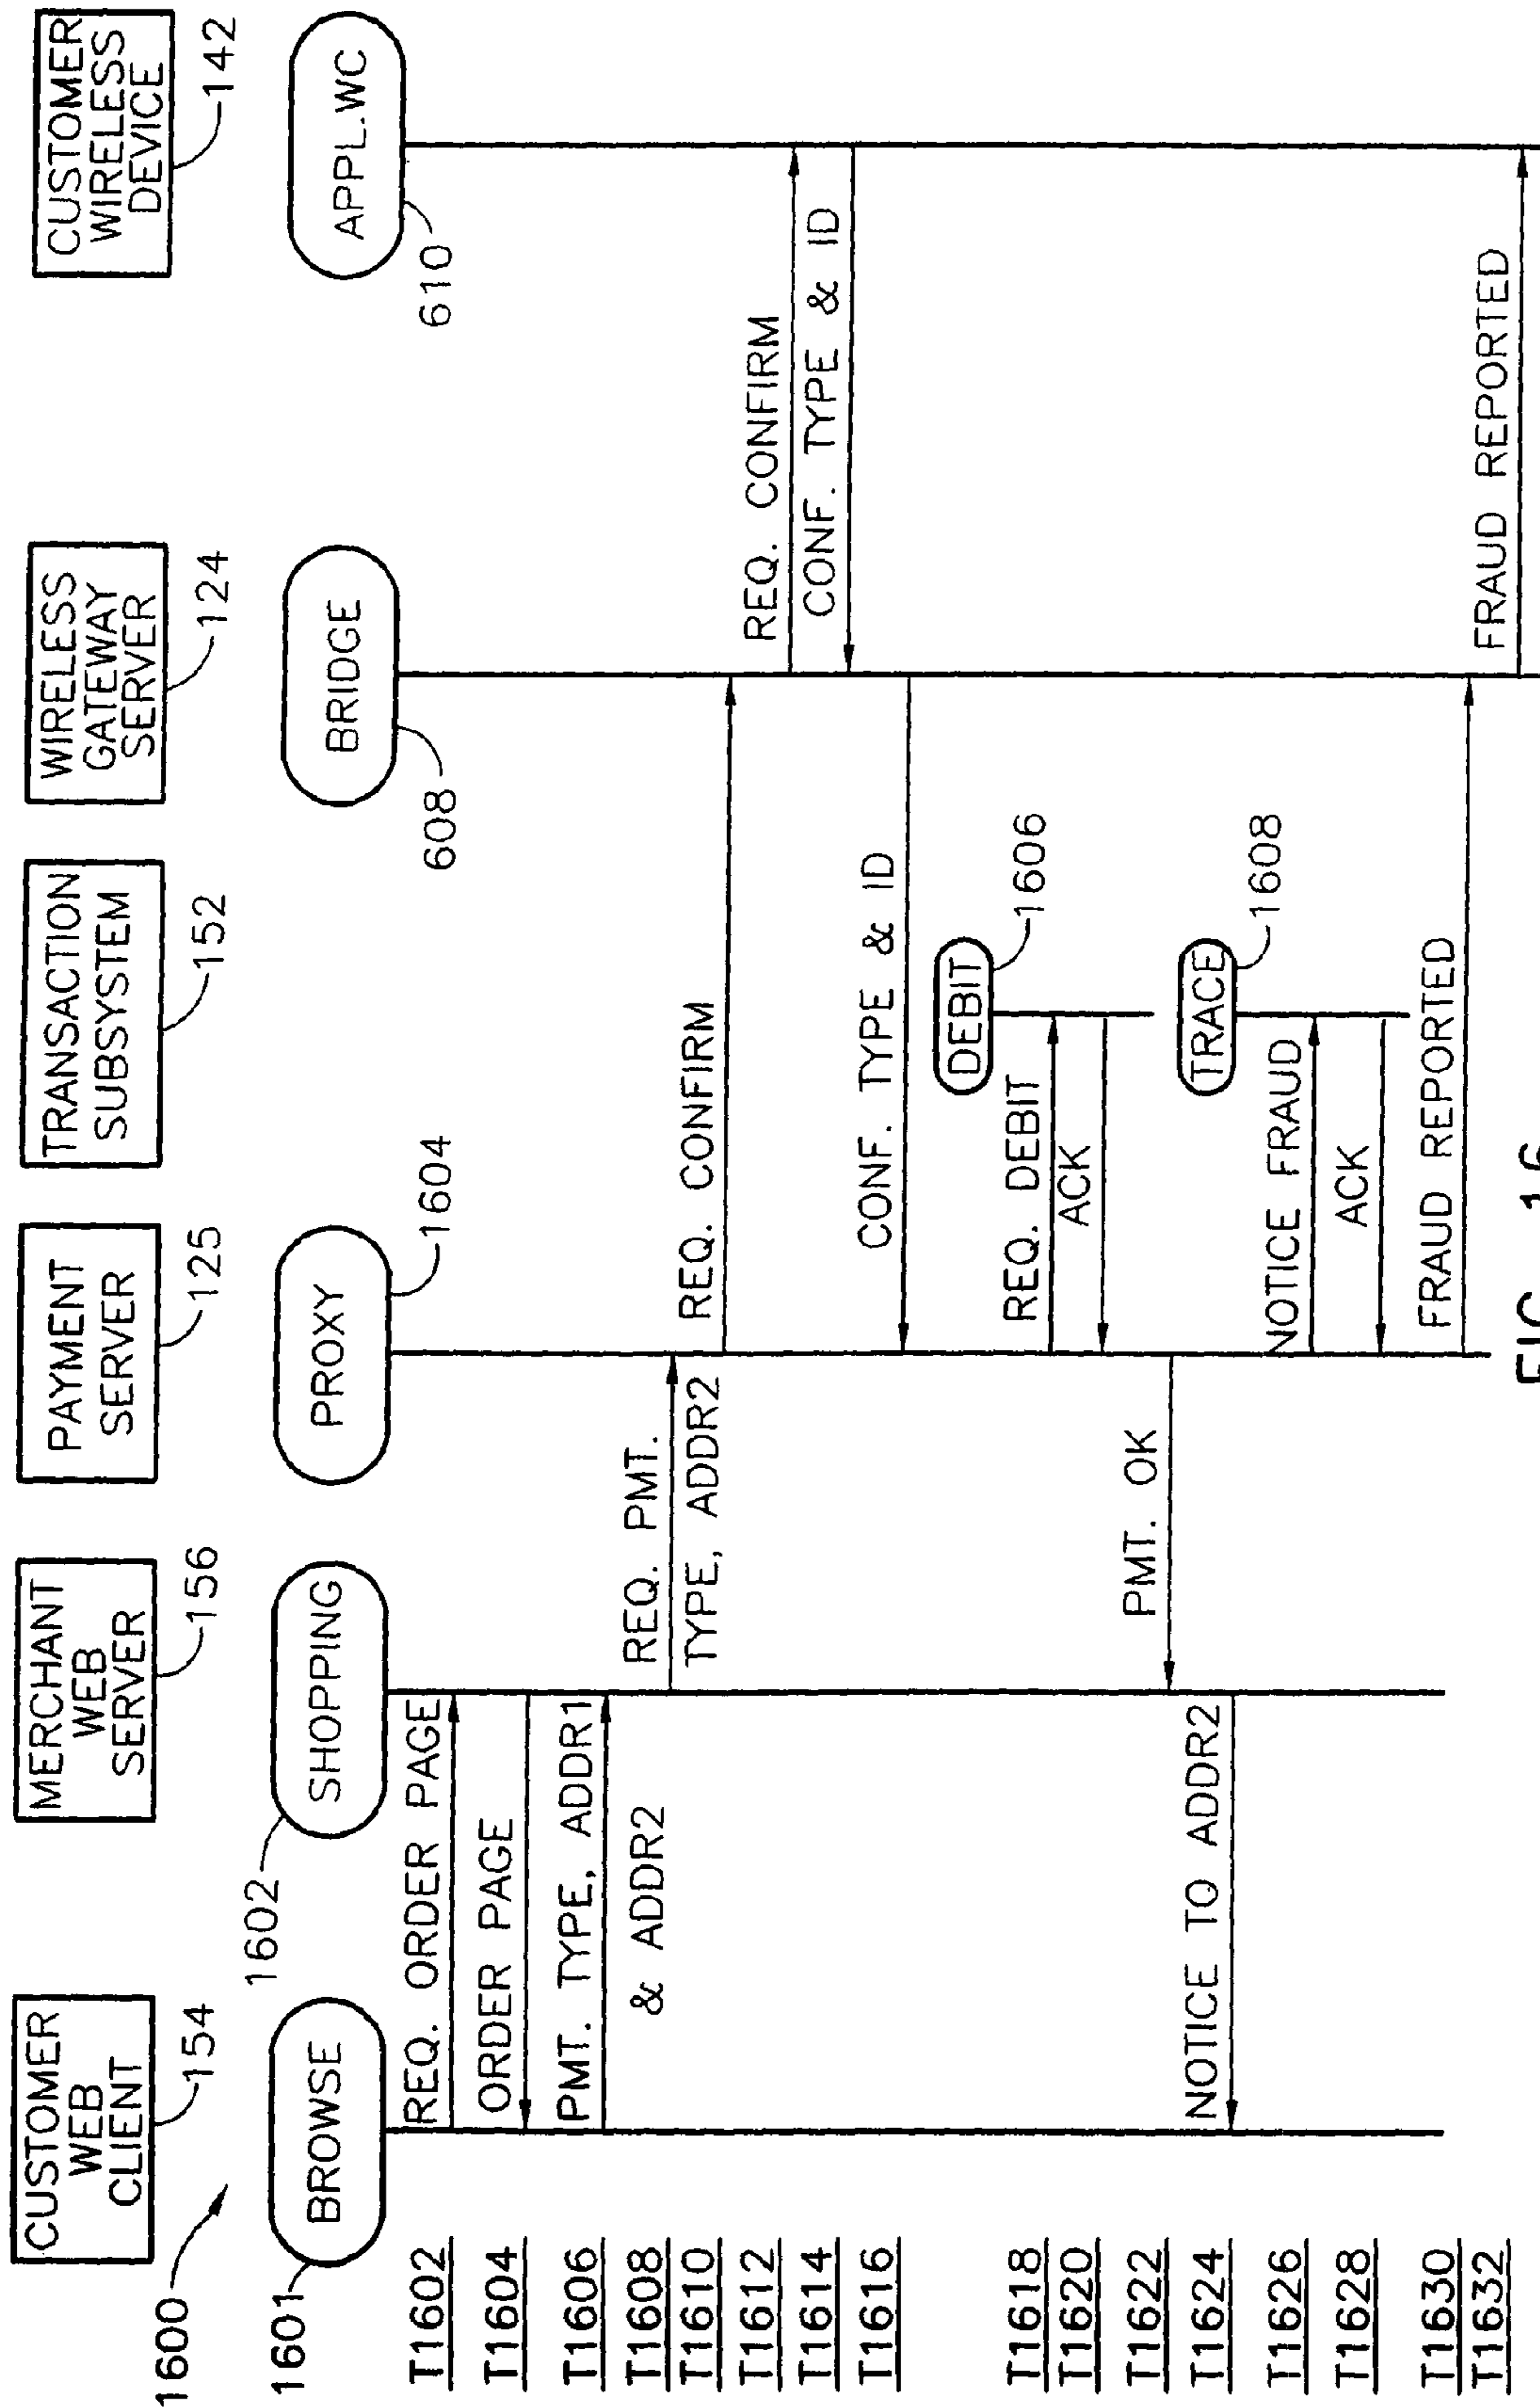 CUSTOMER
WEB
CLIENT
154
MERCHANT
WEB
SERVER
156
PAYMENT
SERVER
125
TRANSACTION
SUBSYSTEM
152
WIRELESS
GATEWAY
SERVER
124
CUSTOMER
WIRELESS
DEVICE
142
1600
1601
BROWSE
1602
SHOPPING
PROXY
1604
BRIDGE
608
APPL.WC
610
T1602
REQ. ORDER PAGE
T1604
ORDER PAGE
T1606
PMT. TYPE, ADDR1
& ADDR2
T1608
REQ. PMT.
TYPE, ADDR2
T1610
REQ. CONFIRM
T1612
REQ. CONFIRM
T1614
CONF. TYPE & ID
T1616
CONF. TYPE & ID
DEBIT
1606
T1618
REQ. DEBIT
T1620
ACK
T1622
PMT. OK
T1624
NOTICE TO ADDR2
TRACE
1608
T1626
NOTICE FRAUD
T1628
ACK
T1630
FRAUD REPORTED
T1632
FRAUD REPORTED
FIG. 16